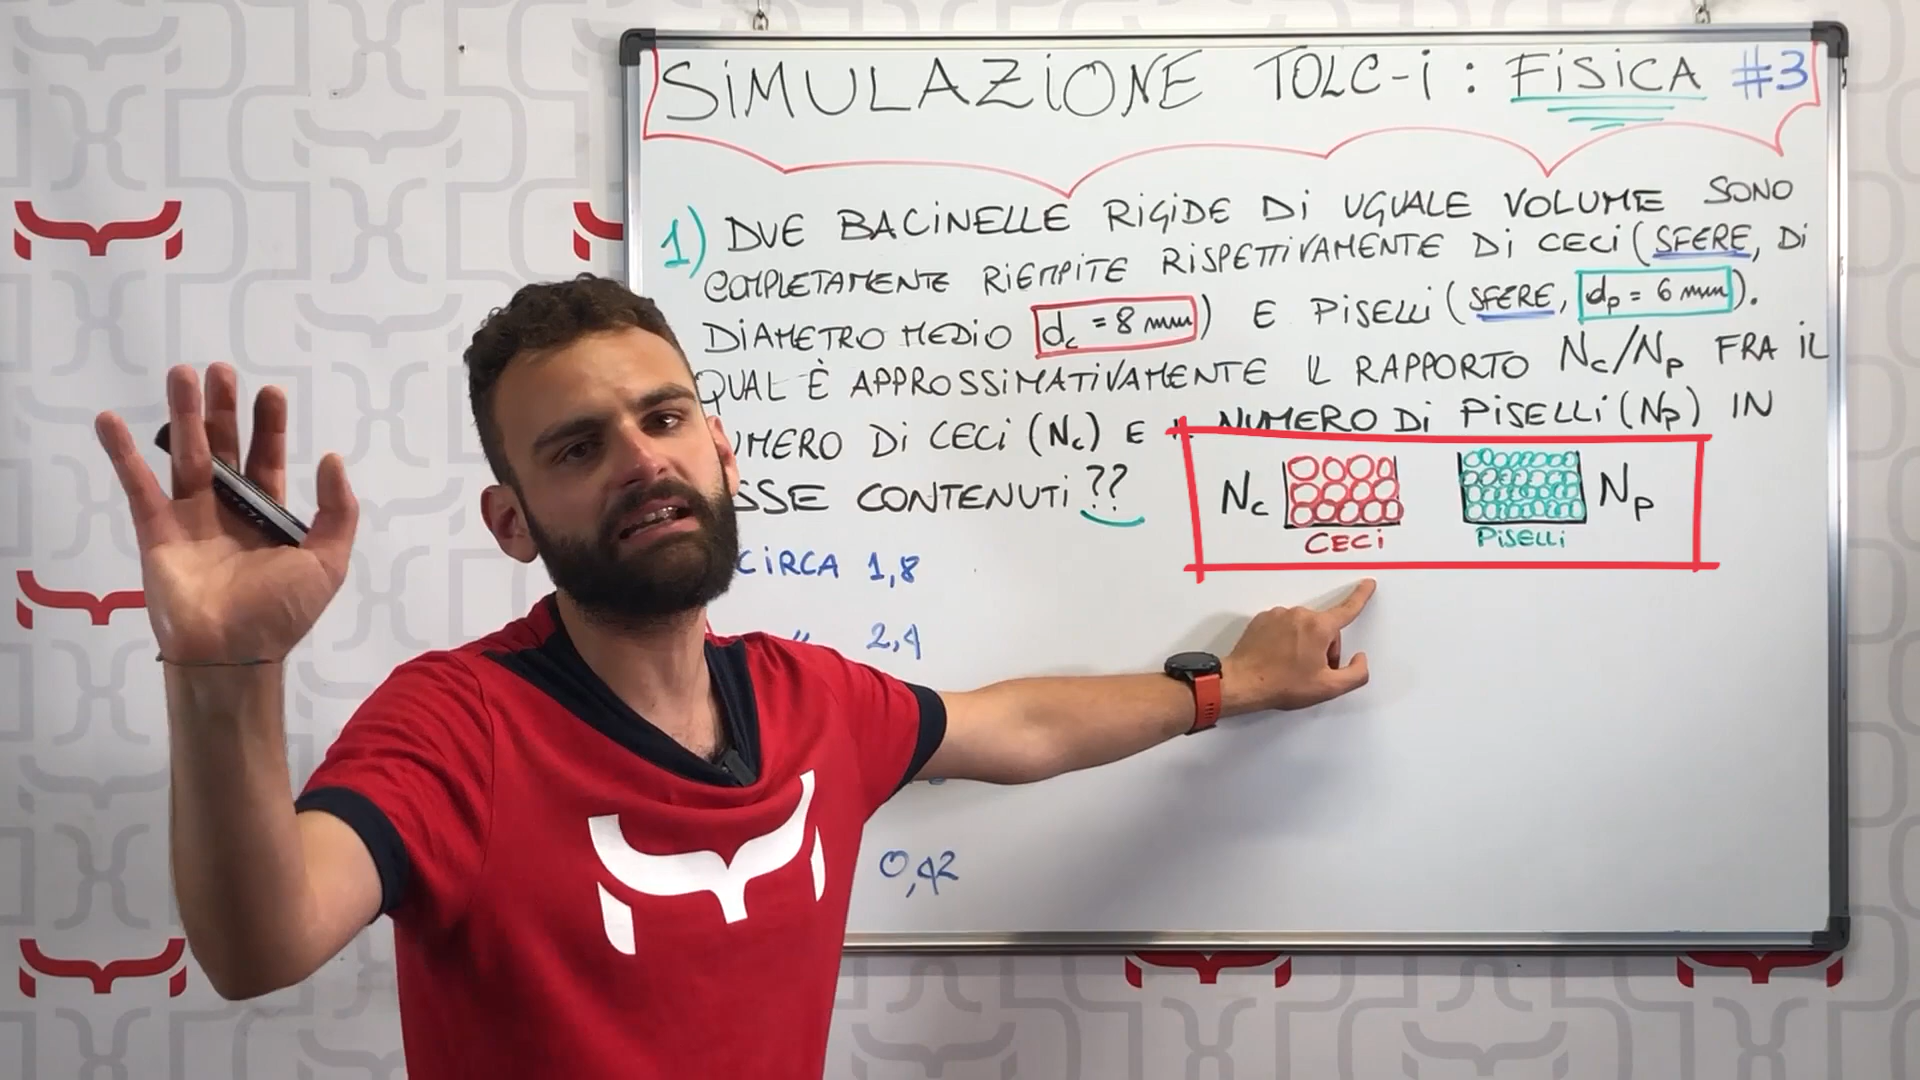 SiMULAZiONE TOLC-i : FiSiCA #3
1) DUE BACiNELLE RiGiDE Di UGUALE VOLUME SONO
COMPLETAMENTE RiEMPiTE RiSPETTiVAMENTE Di CECi (SFERE, Di
DiAMETRO MEDiO dc = 8 mm) E PiSELLi (SFERE, dp = 6 mm).
QUAL È APPROSSiMATiVAMENTE iL RAPPORTO Nc/Np FRA iL
UMERO Di CECi (Nc) E NUMERO Di PiSELLi (Np) iN
SSE CONTENUTi ??
Nc CECi PiSELLi Np
CiRCA 1,8
" 2,4
0,42